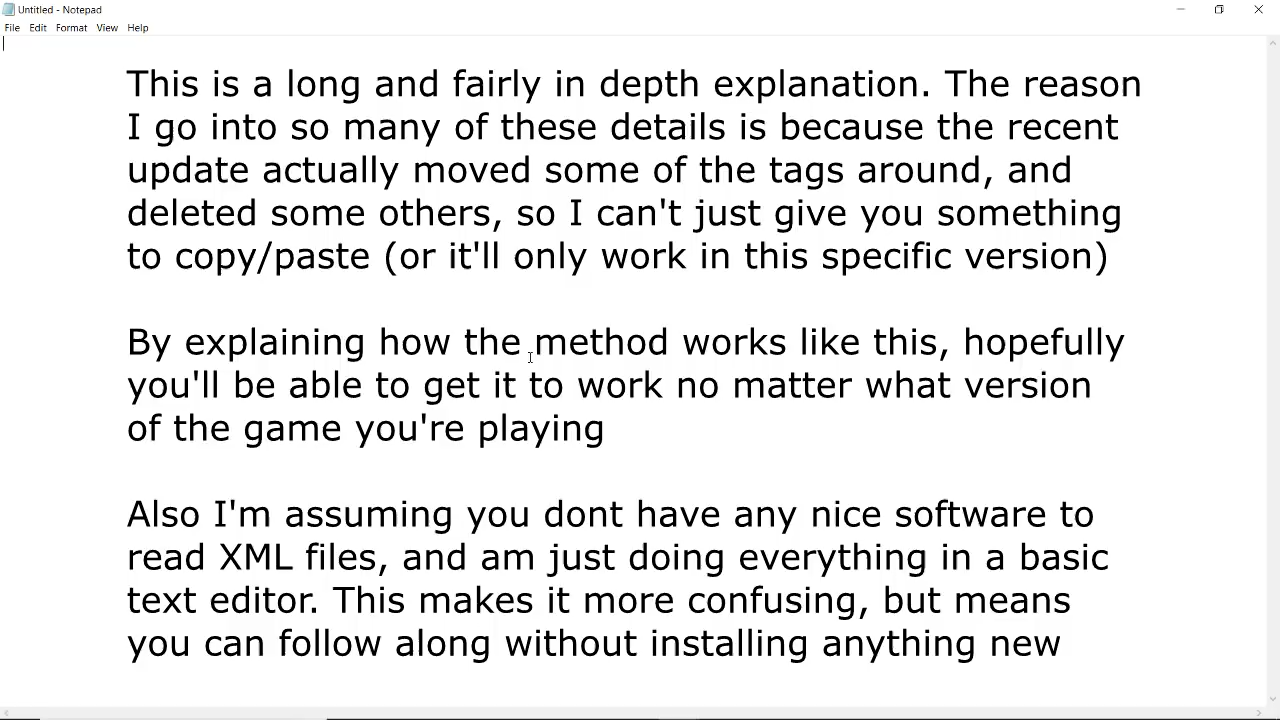 Untitled - Notepad
File Edit Format View Help
This is a long and fairly in depth explanation. The reason
I go into so many of these details is because the recent
update actually moved some of the tags around, and
deleted some others, so I can't just give you something
to copy/paste (or it'll only work in this specific version)
By explaining how the method works like this, hopefully
you'll be able to get it to work no matter what version
of the game you're playing
Also I'm assuming you dont have any nice software to
read XML files, and am just doing everything in a basic
text editor. This makes it more confusing, but means
you can follow along without installing anything new